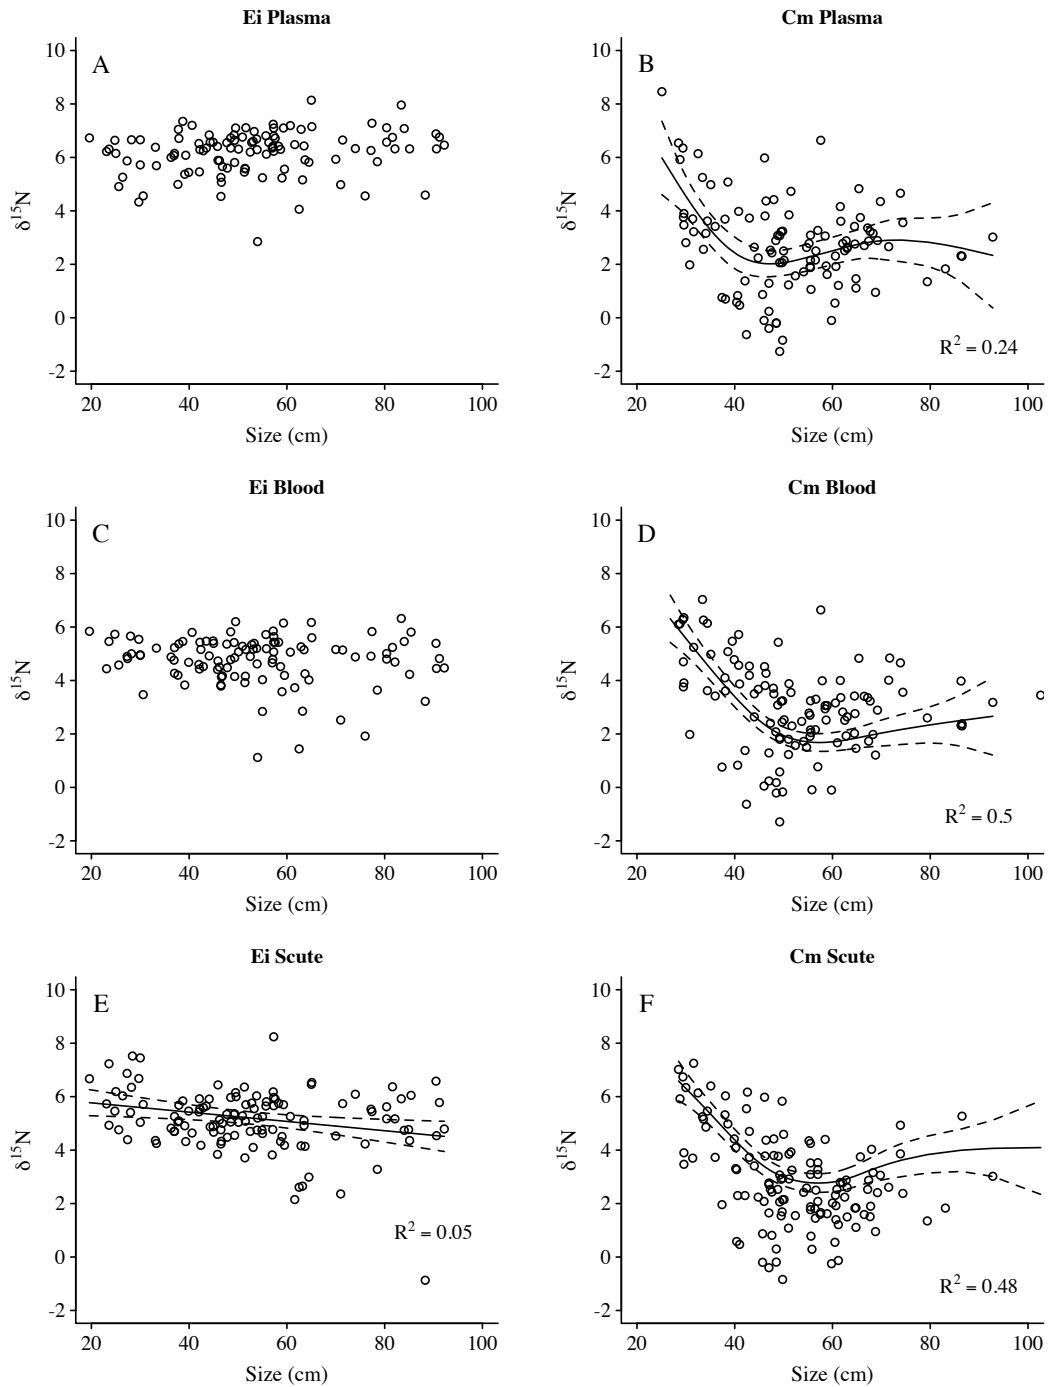 Ei Plasma
Cm Plasma
A
δ15N
10
8
6
4
2
0
-2
20 40 60 80 100
Size (cm)
B
δ15N
10
8
6
4
2
0
-2
R2 = 0.24
20 40 60 80 100
Size (cm)
Ei Blood
Cm Blood
C
δ15N
10
8
6
4
2
0
-2
20 40 60 80 100
Size (cm)
D
δ15N
10
8
6
4
2
0
-2
R2 = 0.5
20 40 60 80 100
Size (cm)
Ei Scute
Cm Scute
E
δ15N
10
8
6
4
2
0
-2
R2 = 0.05
20 40 60 80 100
Size (cm)
F
δ15N
10
8
6
4
2
0
-2
R2 = 0.48
20 40 60 80 100
Size (cm)